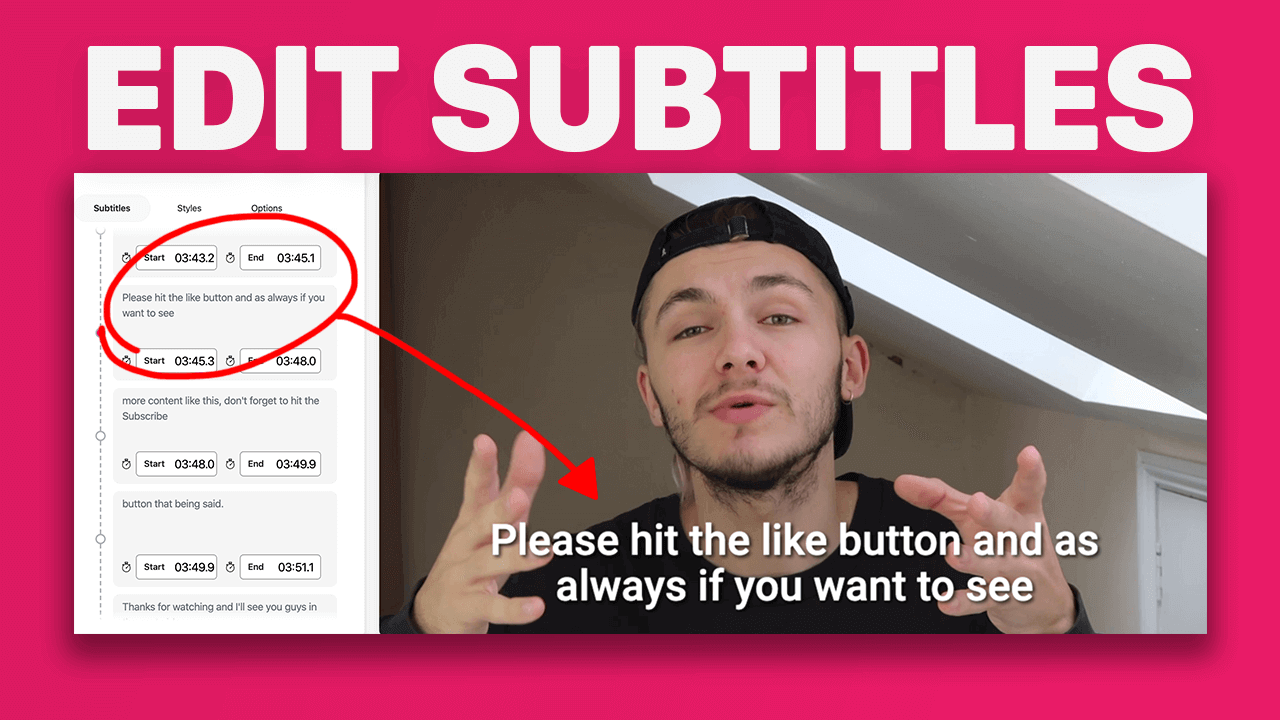 EDIT SUBTITLES
Subtitles Styles Options
Start 03:43.2 End 03:45.1
Please hit the like button and as always if you
want to see
Start 03:45.3 End 03:48.0
more content like this, don't forget to hit the
Subscribe
Start 03:48.0 End 03:49.9
button that being said.
Start 03:49.9 End 03:51.1
Thanks for watching and I'll see you guys in
Please hit the like button and as
always if you want to see